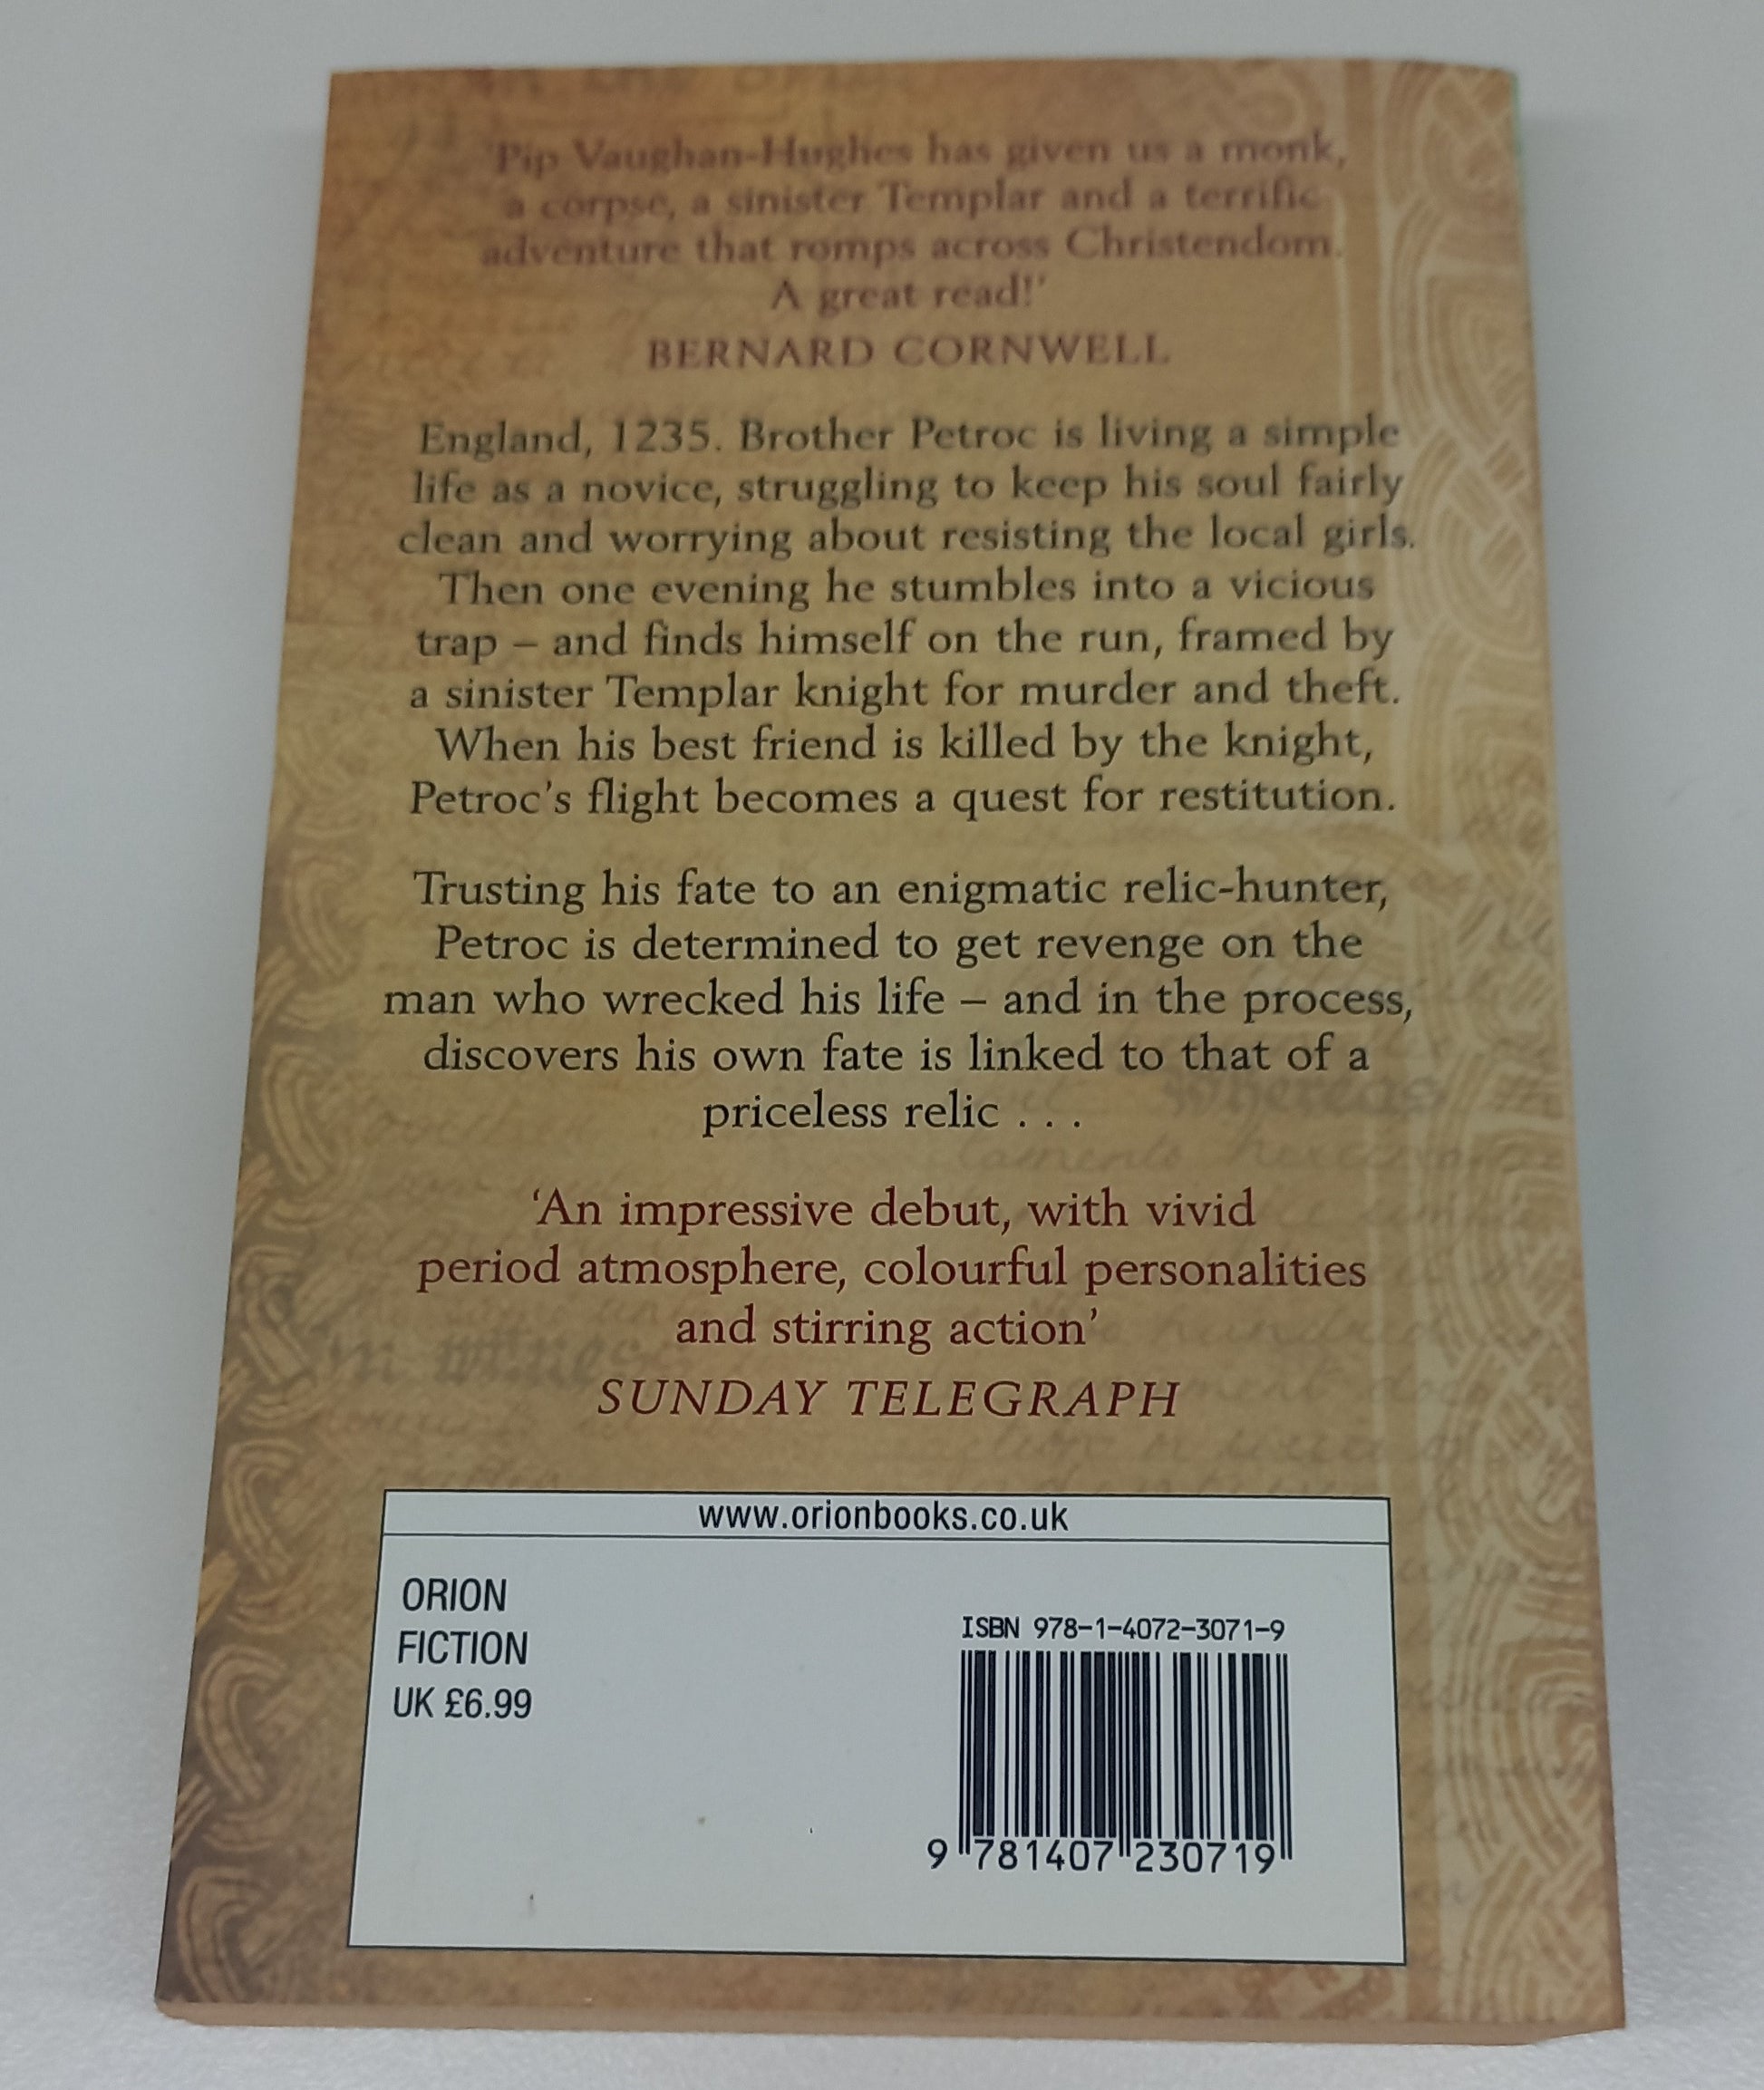 'Pip Vaughan-Hughes has given us a monk,
a corpse, a sinister Templar and a terrific
adventure that romps across Christendom.
A great read!'
BERNARD CORNWELL
England, 1235. Brother Petroc is living a simple
life as a novice, struggling to keep his soul fairly
clean and worrying about resisting the local girls.
Then one evening he stumbles into a vicious
trap – and finds himself on the run, framed by
a sinister Templar knight for murder and theft.
When his best friend is killed by the knight,
Petroc's flight becomes a quest for restitution.
Trusting his fate to an enigmatic relic-hunter,
Petroc is determined to get revenge on the
man who wrecked his life – and in the process,
discovers his own fate is linked to that of a
priceless relic . . .
'An impressive debut, with vivid
period atmosphere, colourful personalities
and stirring action'
SUNDAY TELEGRAPH
www.orionbooks.co.uk
ORION
FICTION
UK £6.99
ISBN 978-1-4072-3071-9
9 781407 230719